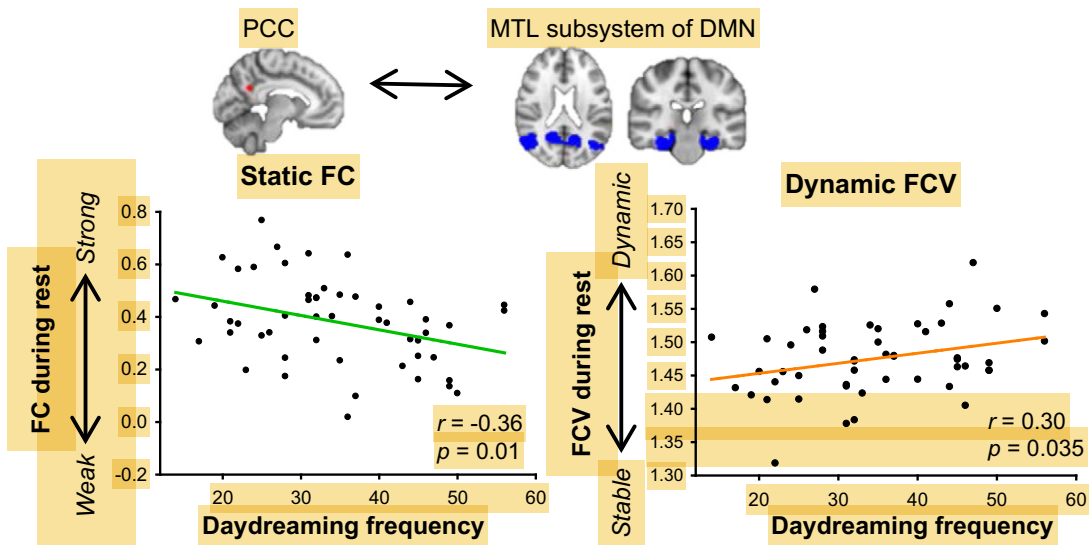 PCC
MTL subsystem of DMN
Static FC
FC during rest
Strong
Weak
0.8
0.6
0.4
0.2
0.0
-0.2
r = -0.36
p = 0.01
20
30
40
50
60
Daydreaming frequency
Dynamic FCV
FCV during rest
Dynamic
Stable
1.70
1.65
1.60
1.55
1.50
1.45
1.40
1.35
1.30
r = 0.30
p = 0.035
20
30
40
50
60
Daydreaming frequency